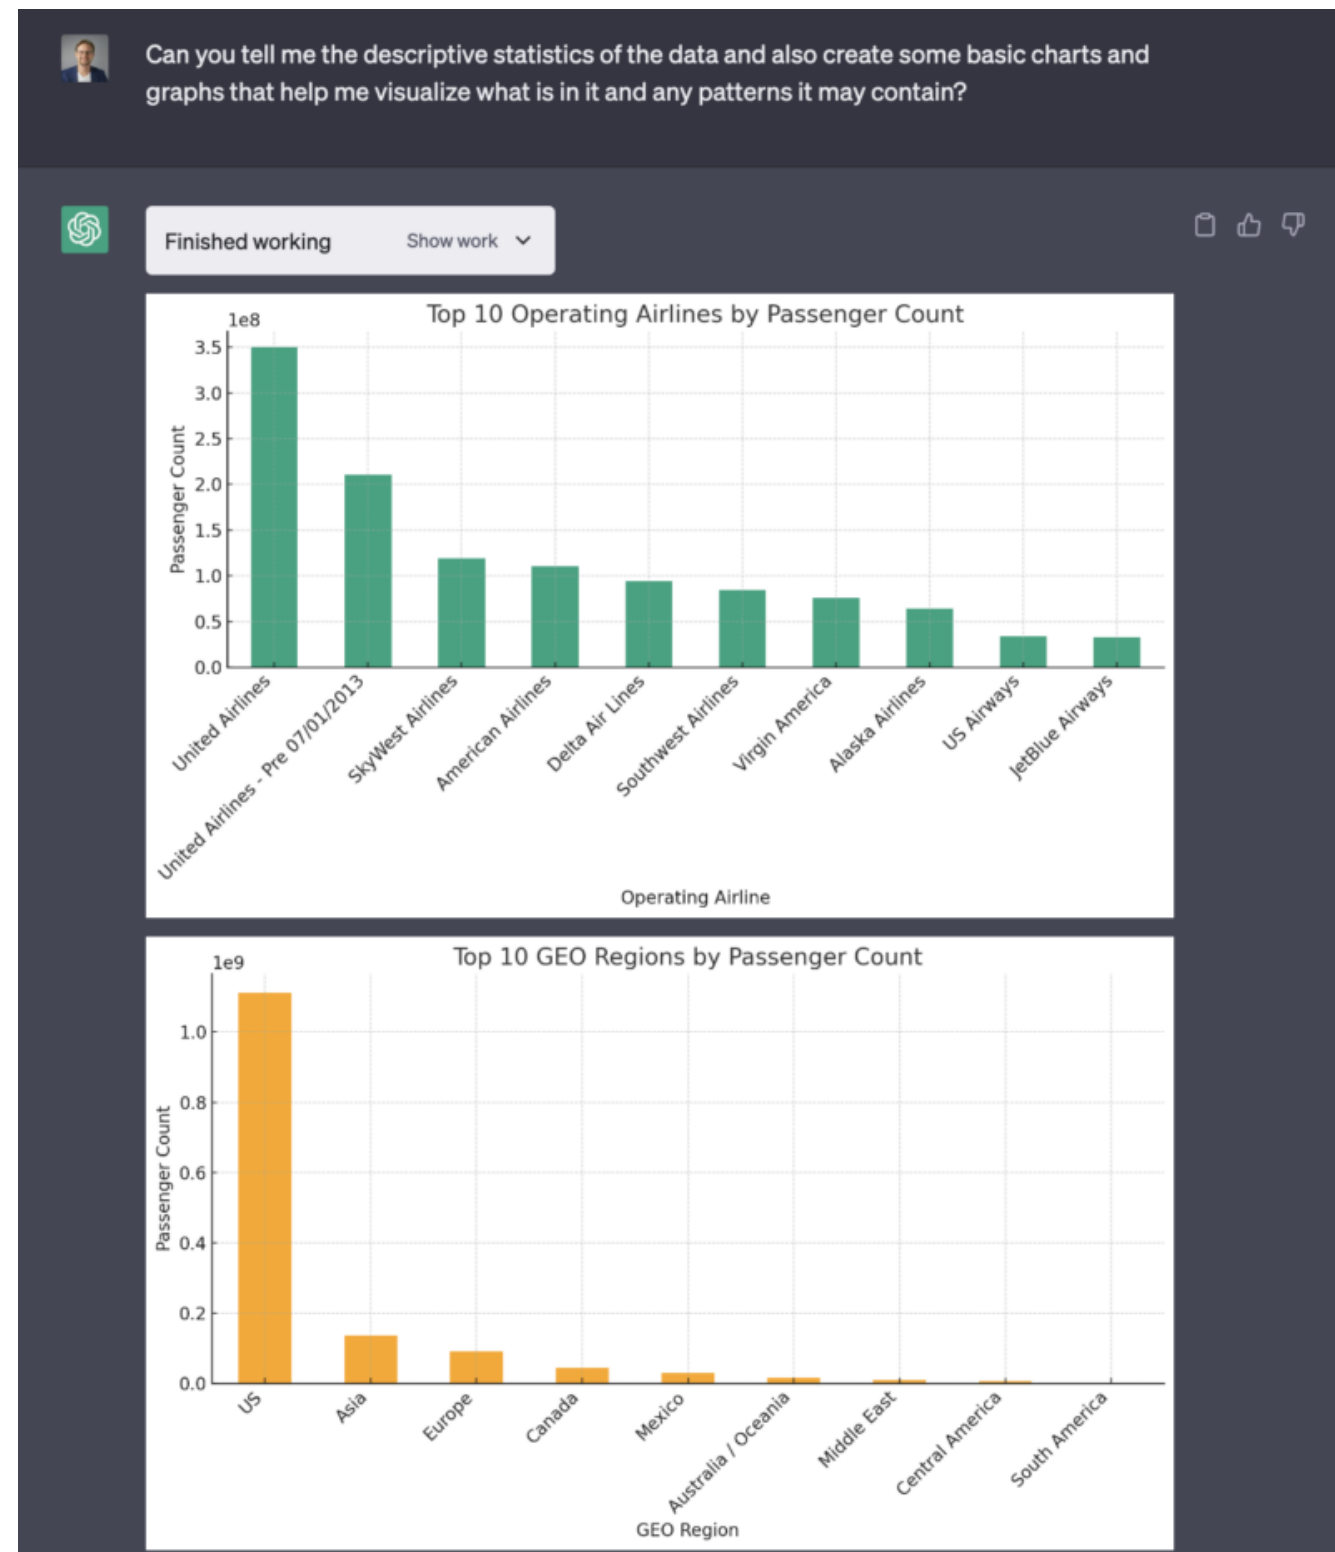 Can you tell me the descriptive statistics of the data and also create some basic charts and
graphs that help me visualize what is in it and any patterns it may contain?
Finished working
Show work
Top 10 Operating Airlines by Passenger Count
1e8
3.5
3.0
2.5
2.0
1.5
1.0
0.5
0.0
Passenger Count
United Airlines
United Airlines - Pre 07/01/2013
SkyWest Airlines
American Airlines
Delta Air Lines
Southwest Airlines
Virgin America
Alaska Airlines
US Airways
JetBlue Airways
Operating Airline
Top 10 GEO Regions by Passenger Count
1e9
1.0
0.8
0.6
0.4
0.2
0.0
Passenger Count
US
Asia
Europe
Canada
Mexico
Australia / Oceania
Middle East
Central America
South America
GEO Region